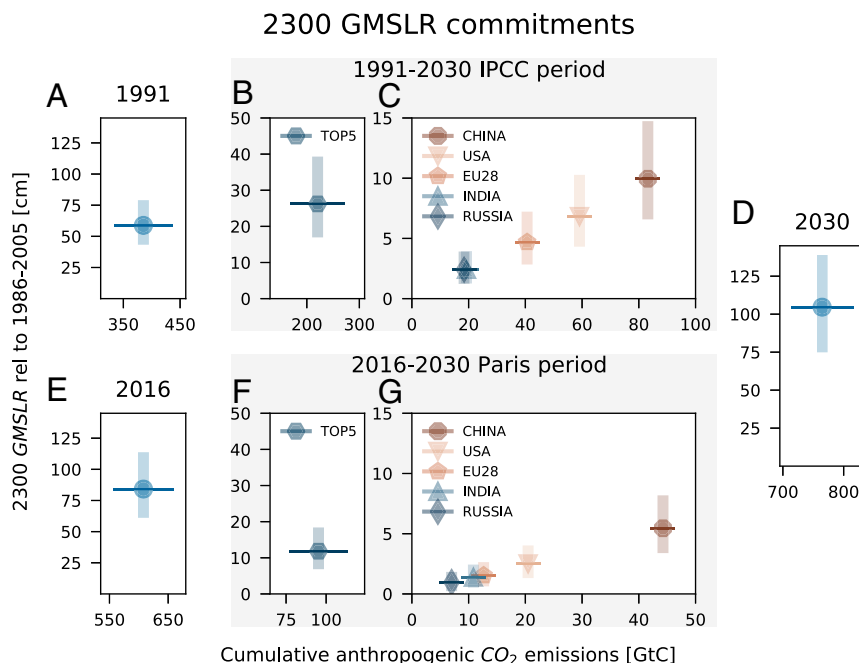 2300 GMSLR commitments
1991-2030 IPCC period
A
1991
B
C
D
2030
2300 GMSLR rel to 1986-2005 [cm]
125
100
75
50
25
350
450
50
40
30
20
10
0
TOP5
200
300
15
10
5
0
CHINA
USA
EU28
INDIA
RUSSIA
0
20
40
60
80
100
125
100
75
50
25
700
800
2016-2030 Paris period
E
2016
F
G
125
100
75
50
25
550
650
50
40
30
20
10
0
TOP5
75
100
15
10
5
0
CHINA
USA
EU28
INDIA
RUSSIA
0
10
20
30
40
50
Cumulative anthropogenic CO₂ emissions [GtC]